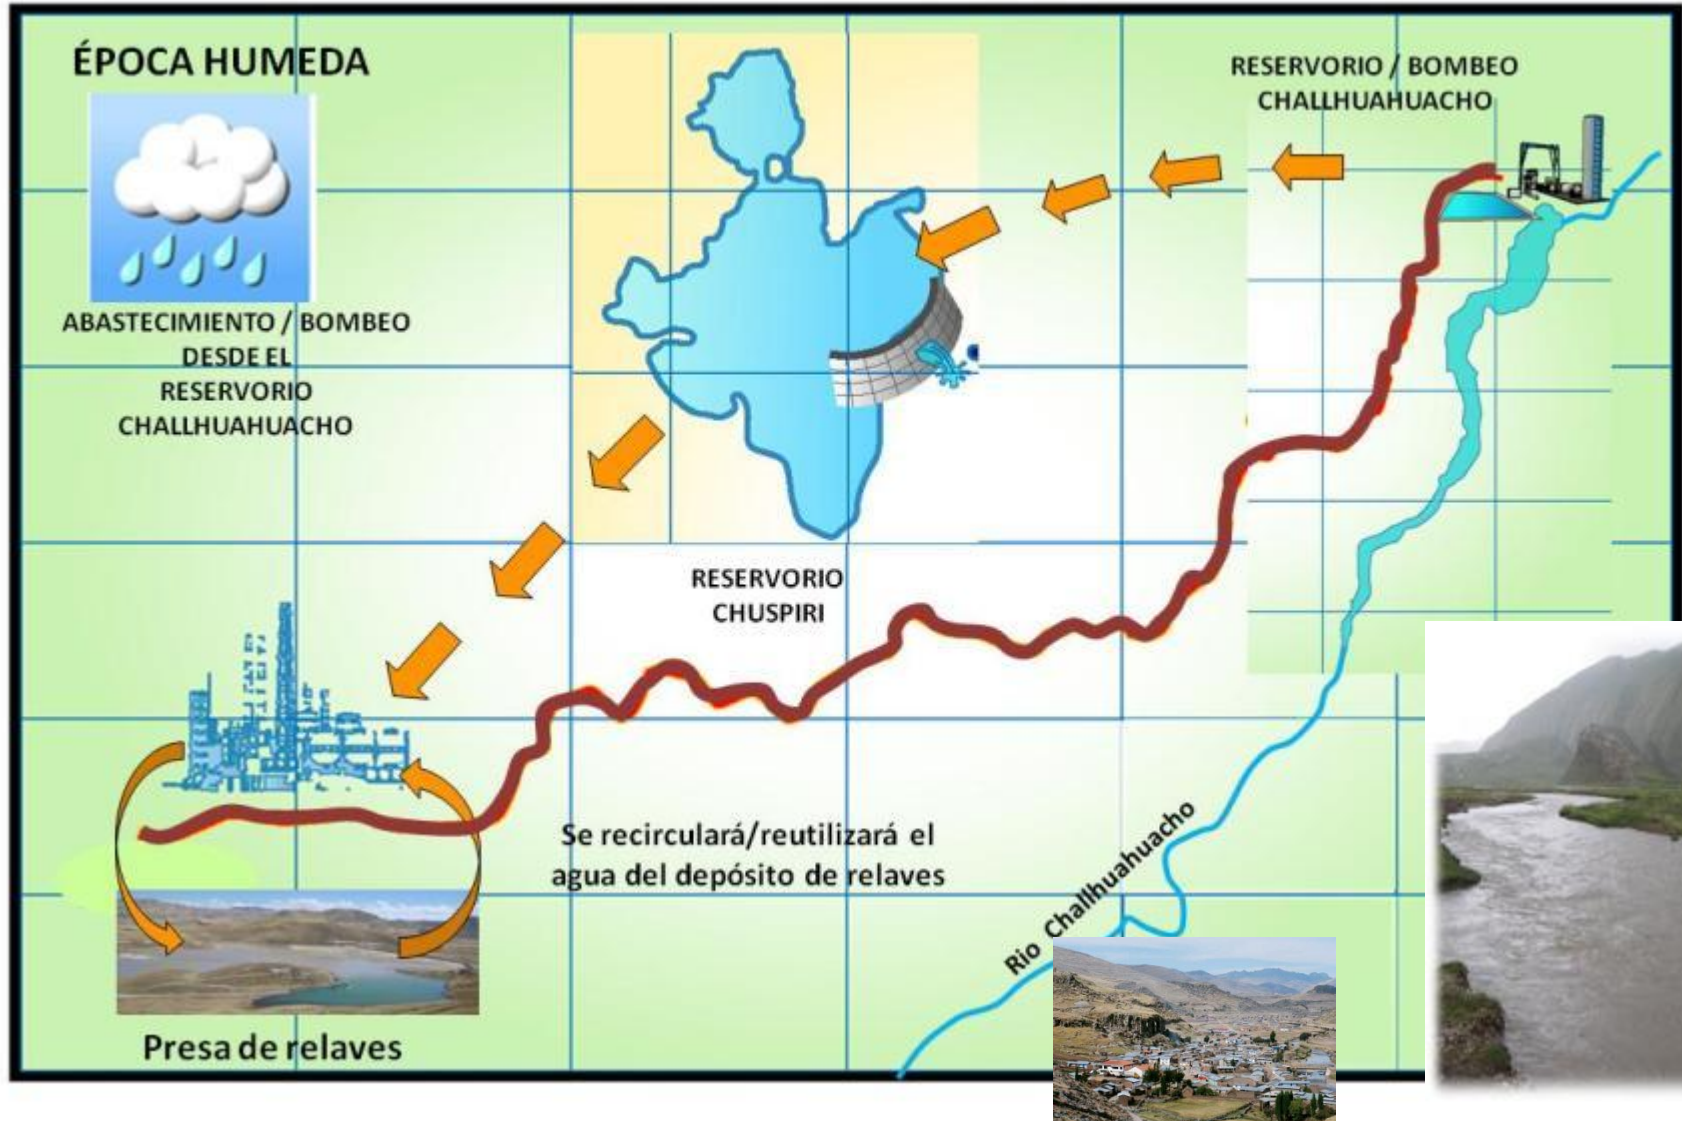 ÉPOCA HUMEDA
ABASTECIMIENTO / BOMBEO
DESDE EL
RESERVORIO
CHALLHUAHUACHO
RESERVORIO / BOMBEO
CHALLHUAHUACHO
RESERVORIO
CHUSPIRI
Se recirculará/reutilizará el
agua del depósito de relaves
Rio Challhuahuacho
Presa de relaves